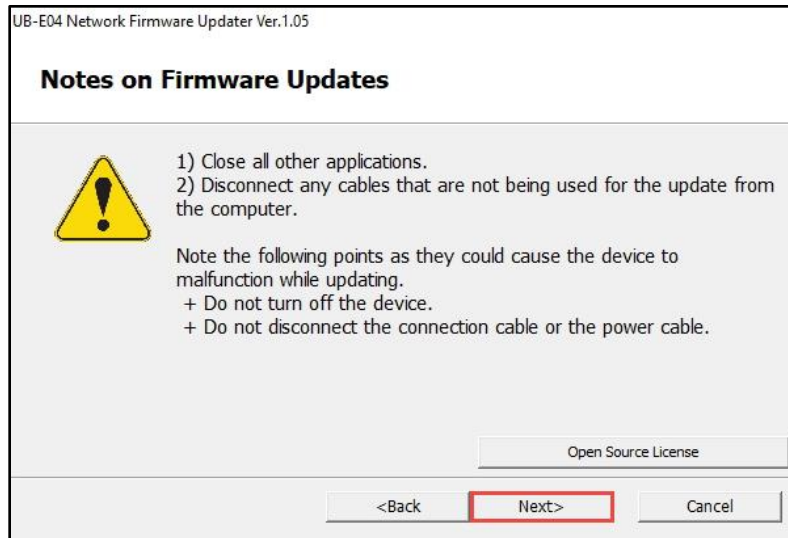 UB-E04 Network Firmware Updater Ver.1.05
Notes on Firmware Updates
1) Close all other applications.
2) Disconnect any cables that are not being used for the update from
the computer.
Note the following points as they could cause the device to
malfunction while updating.
+ Do not turn off the device.
+ Do not disconnect the connection cable or the power cable.
Open Source License
<Back
Next>
Cancel